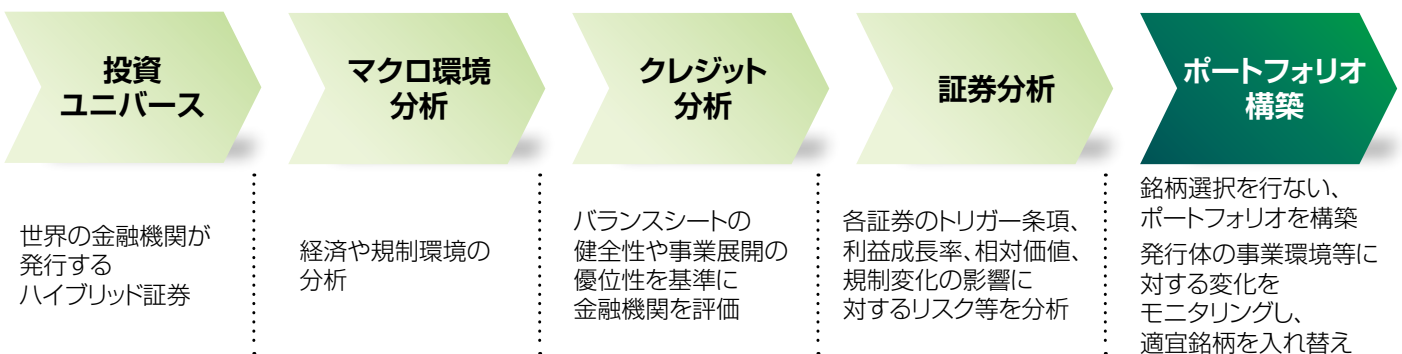 投資
ユニバース
世界の金融機関が
発行する
ハイブリッド証券
マクロ環境
分析
経済や規制環境の
分析
クレジット
分析
バランスシートの
健全性や事業展開の
優位性を基準に
金融機関を評価
証券分析
各証券のトリガー条項、
利益成長率、相対価値、
規制変化の影響に
対するリスク等を分析
ポートフォリオ
構築
銘柄選択を行ない、
ポートフォリオを構築
発行体の事業環境等に
対する変化を
モニタリングし、
適宜銘柄を入れ替え